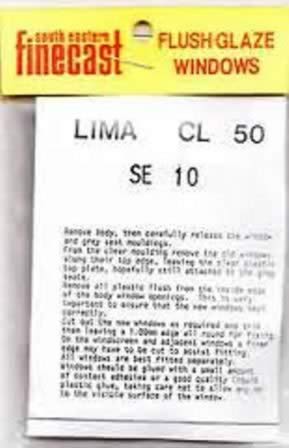 south eastern
finecast
FLUSHGLAZE
WINDOWS
LIMA CL 50
SE 10
Remove body, then carefully release the window
and grey seat mouldings.
From the clear moulding remove the old windows
along their top edge, leaving the clear plastic
top plate, hopefully still attached to the grey
seats.
Remove all plastic flush from the inside edge
of the body window openings. This is very
important to ensure that the new windows seat
correctly.
Cut out the new windows as required and trim
them leaving a 1.00mm edge all round for fixing.
On the windscreen and adjacent windows a finer
edge may have to be cut to assist fitting.
All windows are best fitted separately.
Windows should be glued with a small amount
of contact adhesive or a good quality liquid
plastic glue, taking care not to allow any on
to the visible surface of the window.